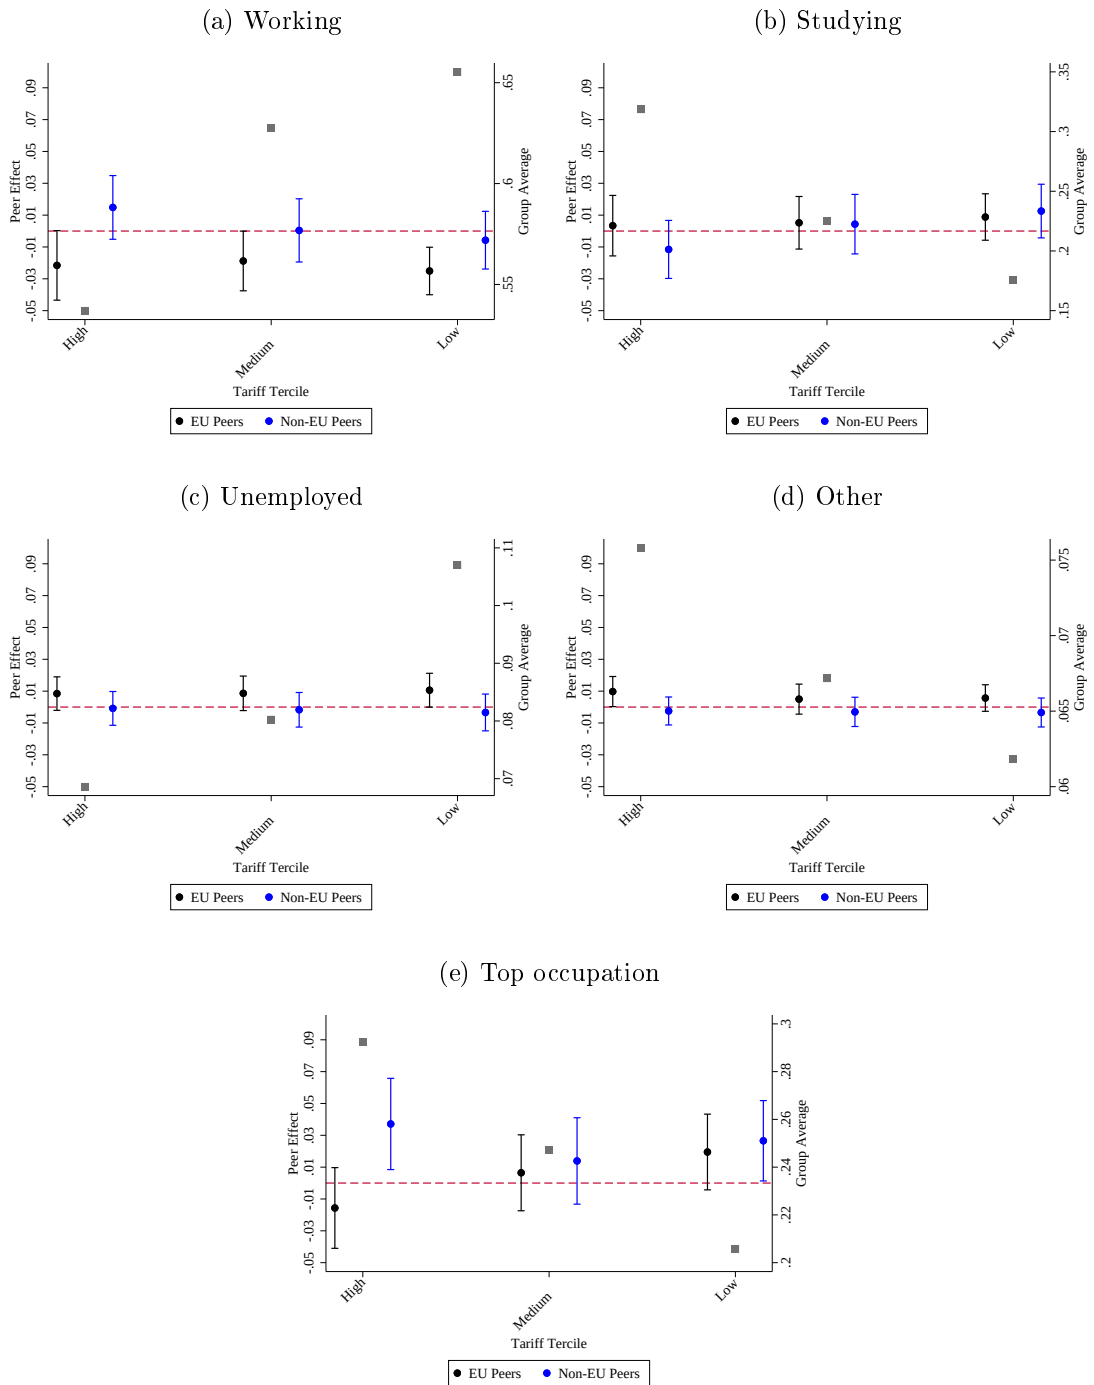 (a) Working
(b) Studying
Peer Effect
.09
.07
.05
.03
.01
-.01
-.03
-.05
.65
.6
.55
Group Average
High
Medium
Low
Tariff Tercile
EU Peers
Non-EU Peers
Peer Effect
.09
.07
.05
.03
.01
-.01
-.03
-.05
.35
.3
.25
.2
.15
Group Average
High
Medium
Low
Tariff Tercile
EU Peers
Non-EU Peers
(c) Unemployed
(d) Other
Peer Effect
.09
.07
.05
.03
.01
-.01
-.03
-.05
.11
.1
.09
.08
.07
Group Average
High
Medium
Low
Tariff Tercile
EU Peers
Non-EU Peers
Peer Effect
.09
.07
.05
.03
.01
-.01
-.03
-.05
.075
.07
.065
.06
Group Average
High
Medium
Low
Tariff Tercile
EU Peers
Non-EU Peers
(e) Top occupation
Peer Effect
.09
.07
.05
.03
.01
-.01
-.03
-.05
.3
.28
.26
.24
.22
.2
Group Average
High
Medium
Low
Tariff Tercile
EU Peers
Non-EU Peers